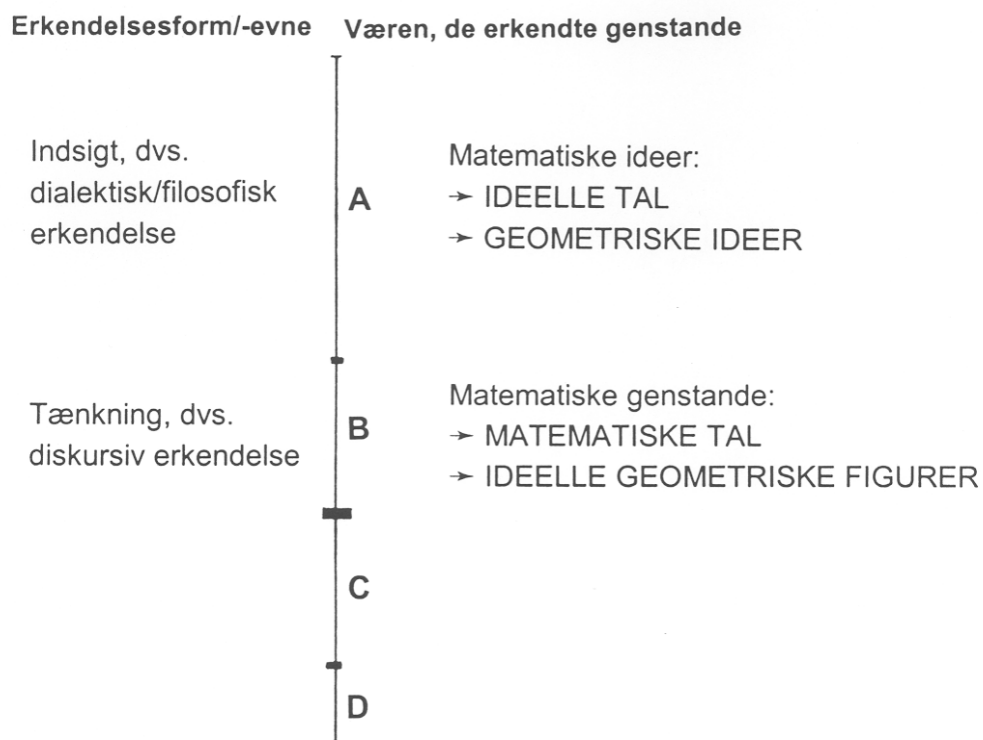 Erkendelsesform/-evne Væren, de erkendte genstande
Indsigt, dvs.
dialektisk/filosofisk
erkendelse
A
Matematiske ideer:
→ IDEELLE TAL
→ GEOMETRISKE IDEER
Tænkning, dvs.
diskursiv erkendelse
B
Matematiske genstande:
→ MATEMATISKE TAL
→ IDEELLE GEOMETRISKE FIGURER
C
D